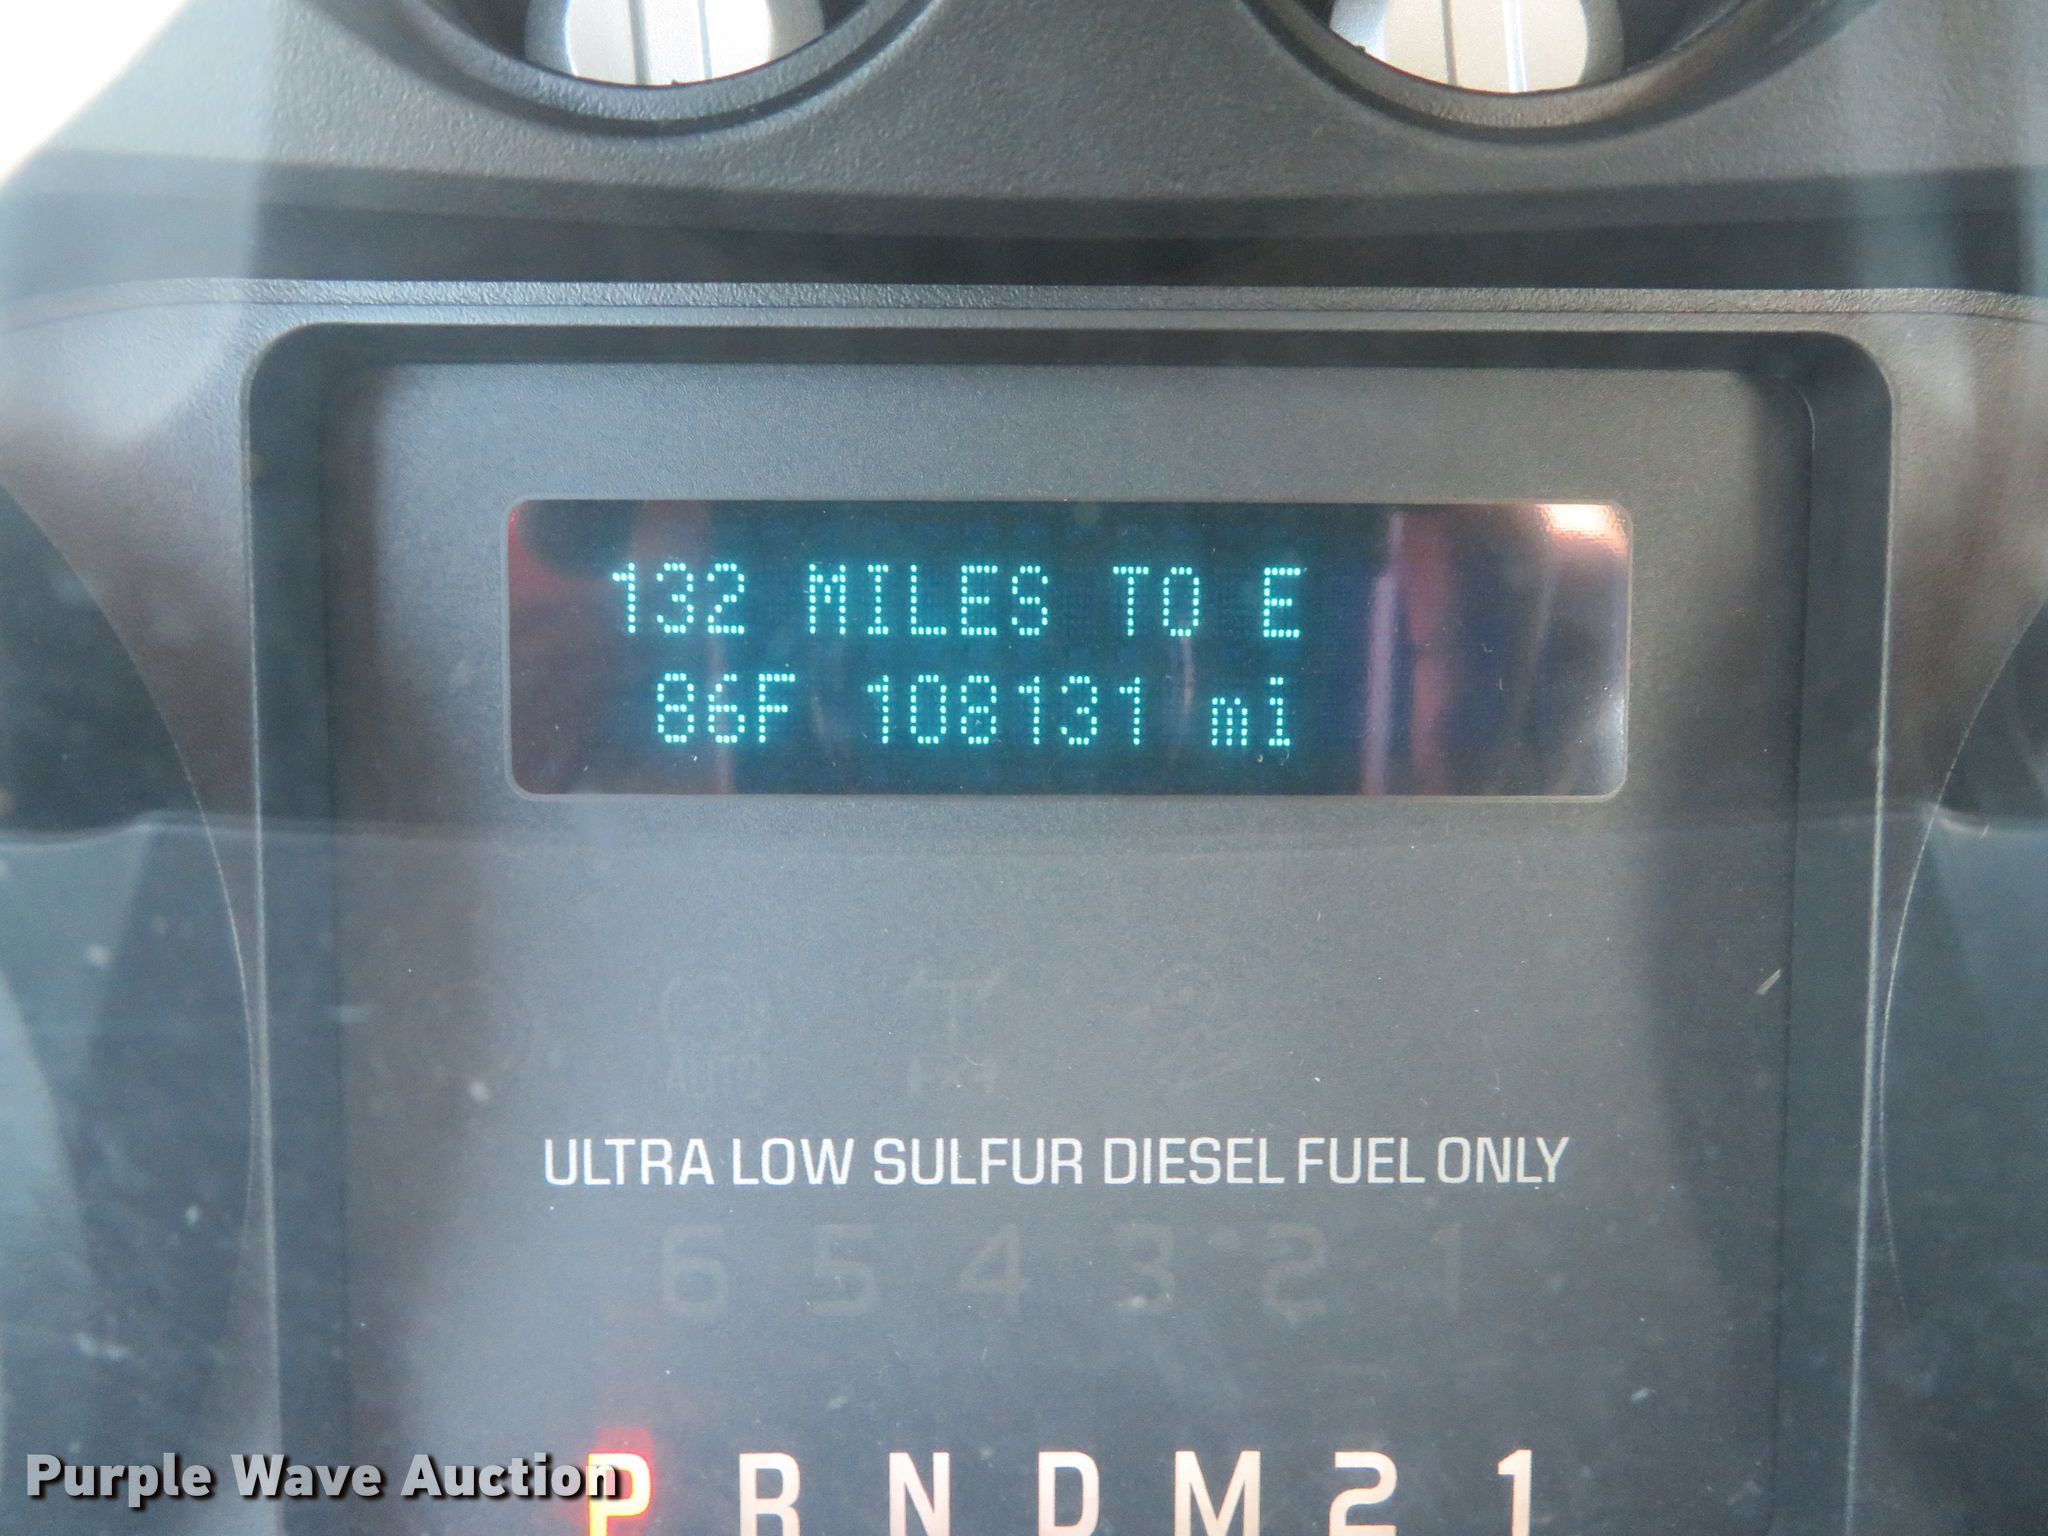 132 MILES TO E
86F 108131 mi
AUTO
ULTRA LOW SULFUR DIESEL FUEL ONLY
6 5 4 3 2 1
P R N D M 2 1
Purple Wave Auction